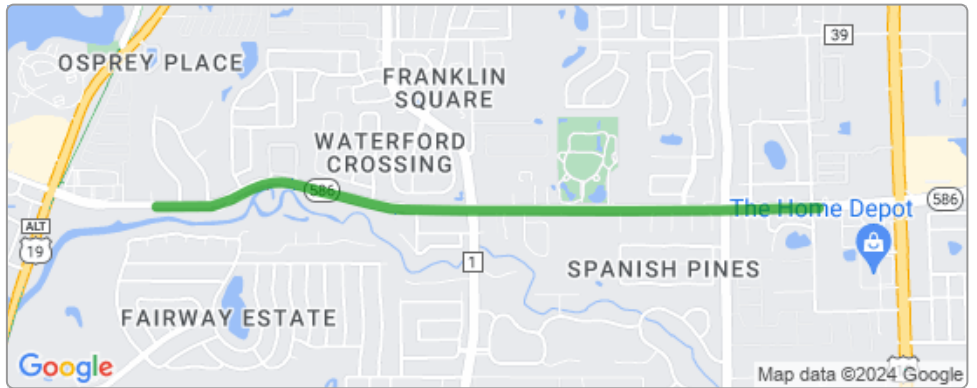 39
OSPREY PLACE
FRANKLIN
SQUARE
WATERFORD
CROSSING
586
586
The Home Depot
ALT
19
1
SPANISH PINES
FAIRWAY ESTATE
Google
Map data ©2024 Google